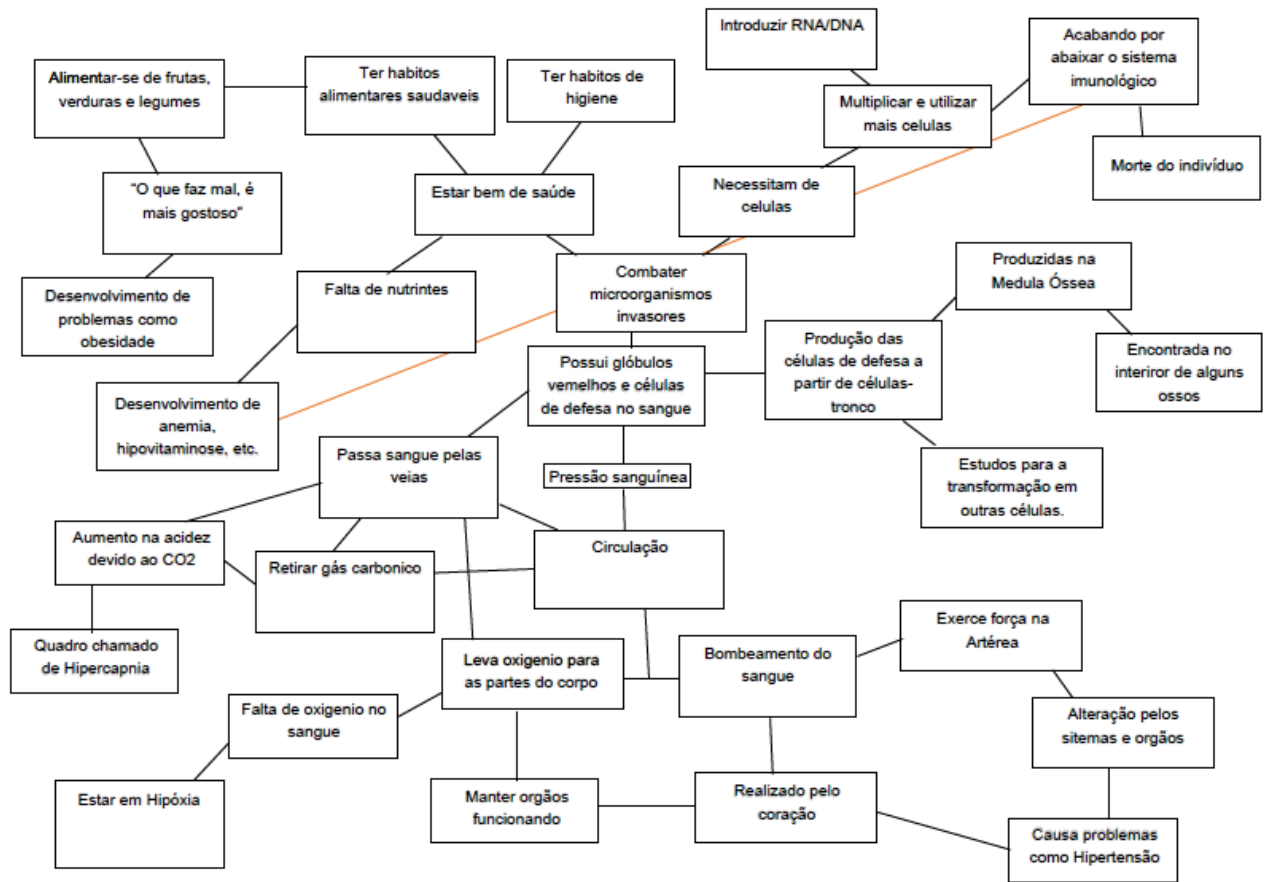 Introduzir RNA/DNA
Acabando por
abaixar o sistema
imunológico
Alimentar-se de frutas,
verduras e legumes
Ter habitos
alimentares saudaveis
Ter habitos de
higiene
Multiplicar e utilizar
mais celulas
Morte do indivíduo
"O que faz mal, é
mais gostoso"
Estar bem de saúde
Necessitam de
celulas
Desenvolvimento de
problemas como
obesidade
Falta de nutrintes
Combater
microorganismos
invasores
Produzidas na
Medula Óssea
Produção das
células de defesa a
partir de células-
tronco
Encontrada no
interiror de alguns
ossos
Possui glóbulos
vemelhos e células
de defesa no sangue
Desenvolvimento de
anemia,
hipovitaminose, etc.
Passa sangue pelas
veias
Pressão sanguínea
Estudos para a
transformação em
outras células.
Aumento na acidez
devido ao CO2
Retirar gás carbonico
Circulação
Quadro chamado
de Hipercapnia
Leva oxigenio para
as partes do corpo
Bombeamento do
sangue
Exerce força na
Artérea
Falta de oxigenio no
sangue
Alteração pelos
sitemas e orgãos
Estar em Hipóxia
Manter orgãos
funcionando
Realizado pelo
coração
Causa problemas
como Hipertensão